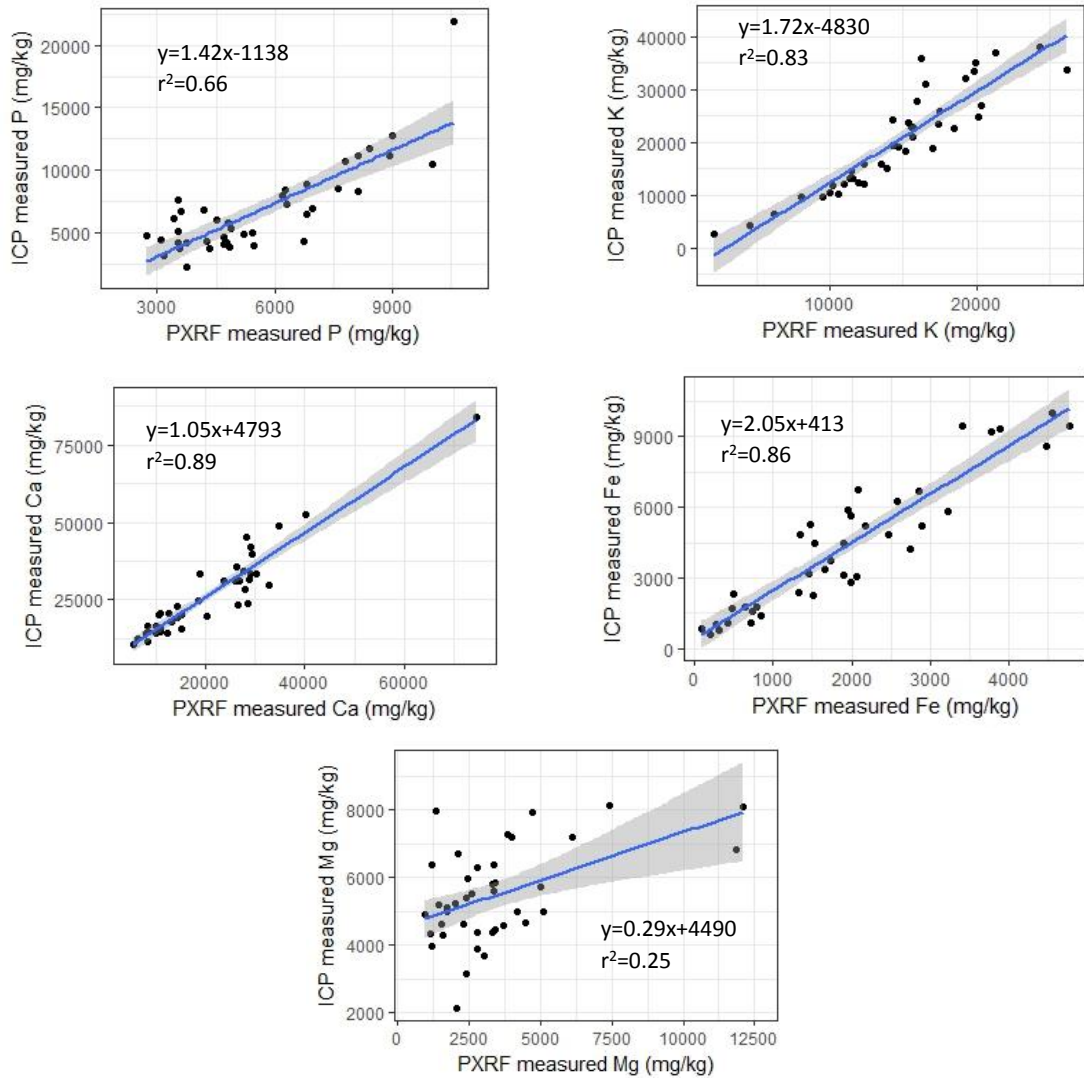 y=1.42x-1138
r²=0.66
ICP measured P (mg/kg)
20000
15000
10000
5000
3000 6000 9000
PXRF measured P (mg/kg)
y=1.72x-4830
r²=0.83
ICP measured K (mg/kg)
40000
30000
20000
10000
0
10000 20000
PXRF measured K (mg/kg)
y=1.05x+4793
r²=0.89
ICP measured Ca (mg/kg)
75000
50000
25000
20000 40000 60000
PXRF measured Ca (mg/kg)
y=2.05x+413
r²=0.86
ICP measured Fe (mg/kg)
9000
6000
3000
0
0 1000 2000 3000 4000
PXRF measured Fe (mg/kg)
ICP measured Mg (mg/kg)
8000
6000
4000
2000
y=0.29x+4490
r²=0.25
0 2500 5000 7500 10000 12500
PXRF measured Mg (mg/kg)